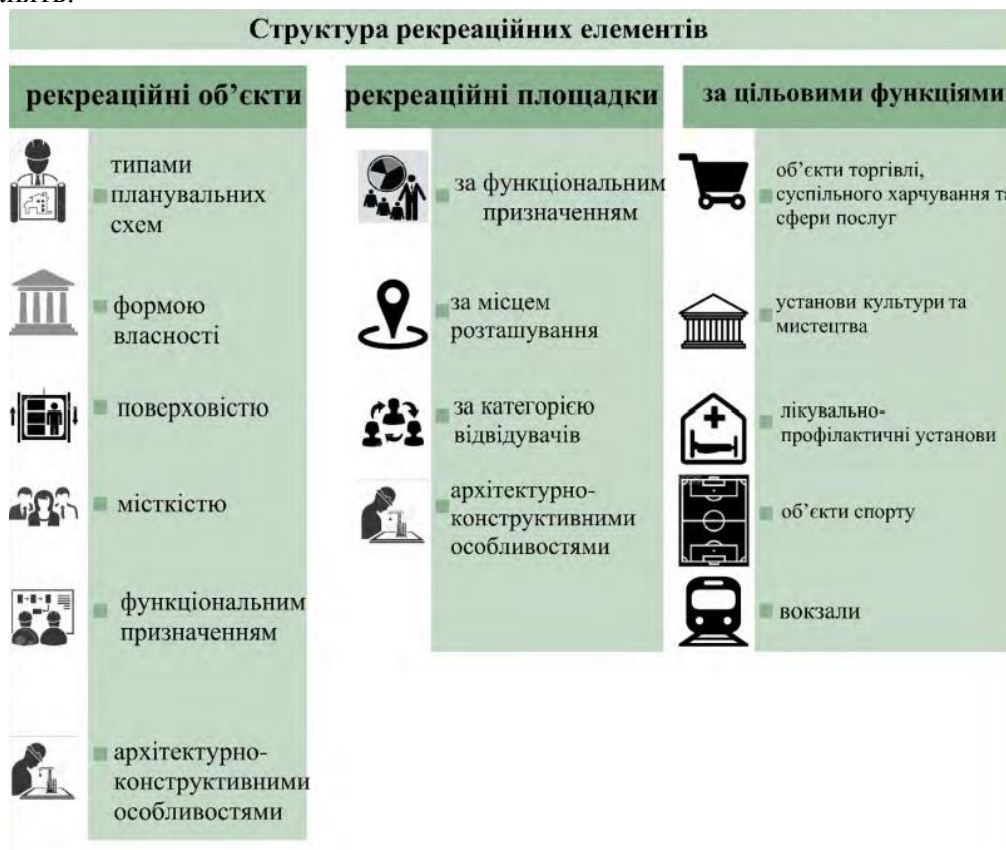 Структура рекреаційних елементів
рекреаційні об’єкти
типами
планувальних
схем
формою
власності
поверховістю
місткістю
функціональним
призначенням
архітектурно-
конструктивними
особливостями
рекреаційні площадки
за функціональним
призначенням
за місцем
розташування
за категорією
відвідувачів
архітектурно-
конструктивними
особливостями
за цільовими функціями
об’єкти торгівлі,
суспільного харчування та
сфери послуг
установи культури та
мистецтва
лікувально-
профілактичні установи
об’єкти спорту
вокзали